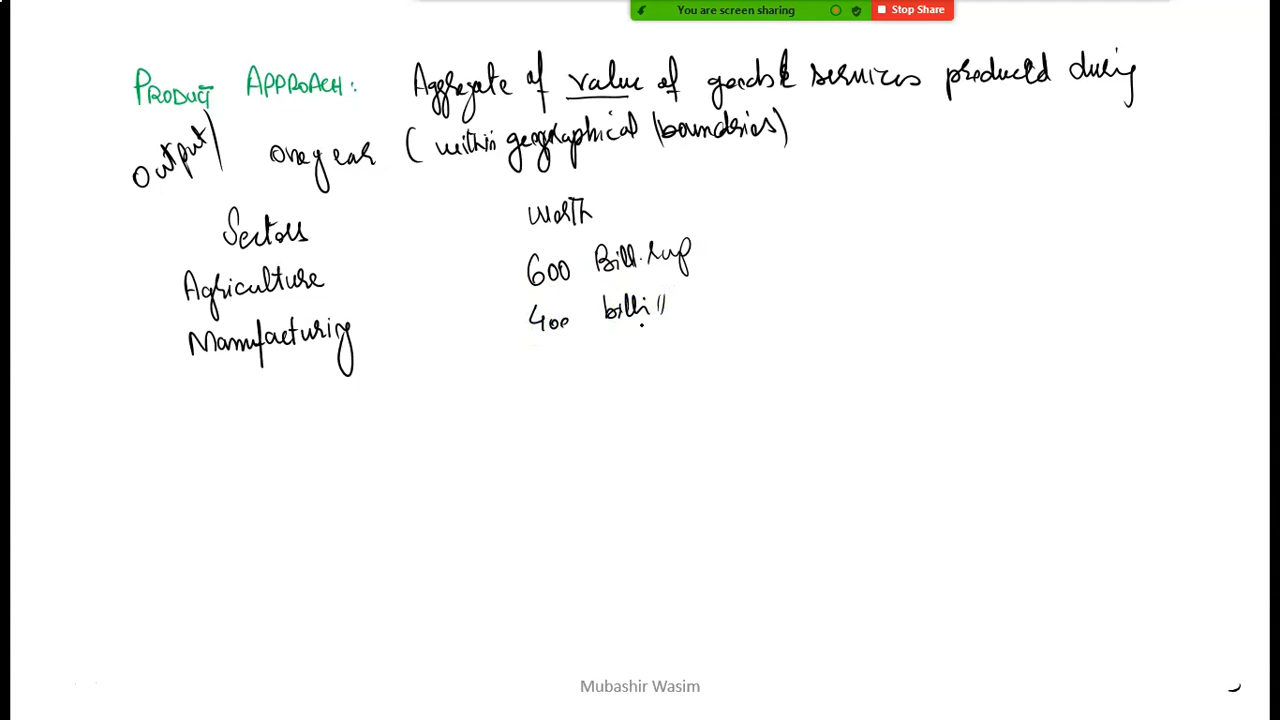 You are screen sharing Stop Share
PRODUCT APPROACH: Aggregate of value of goods & services produced during
output/ one year (within geographical boundries)
Sectors worth
Agriculture 600 Bill. rup
Manufacturing 400 billi "
Mubashir Wasim